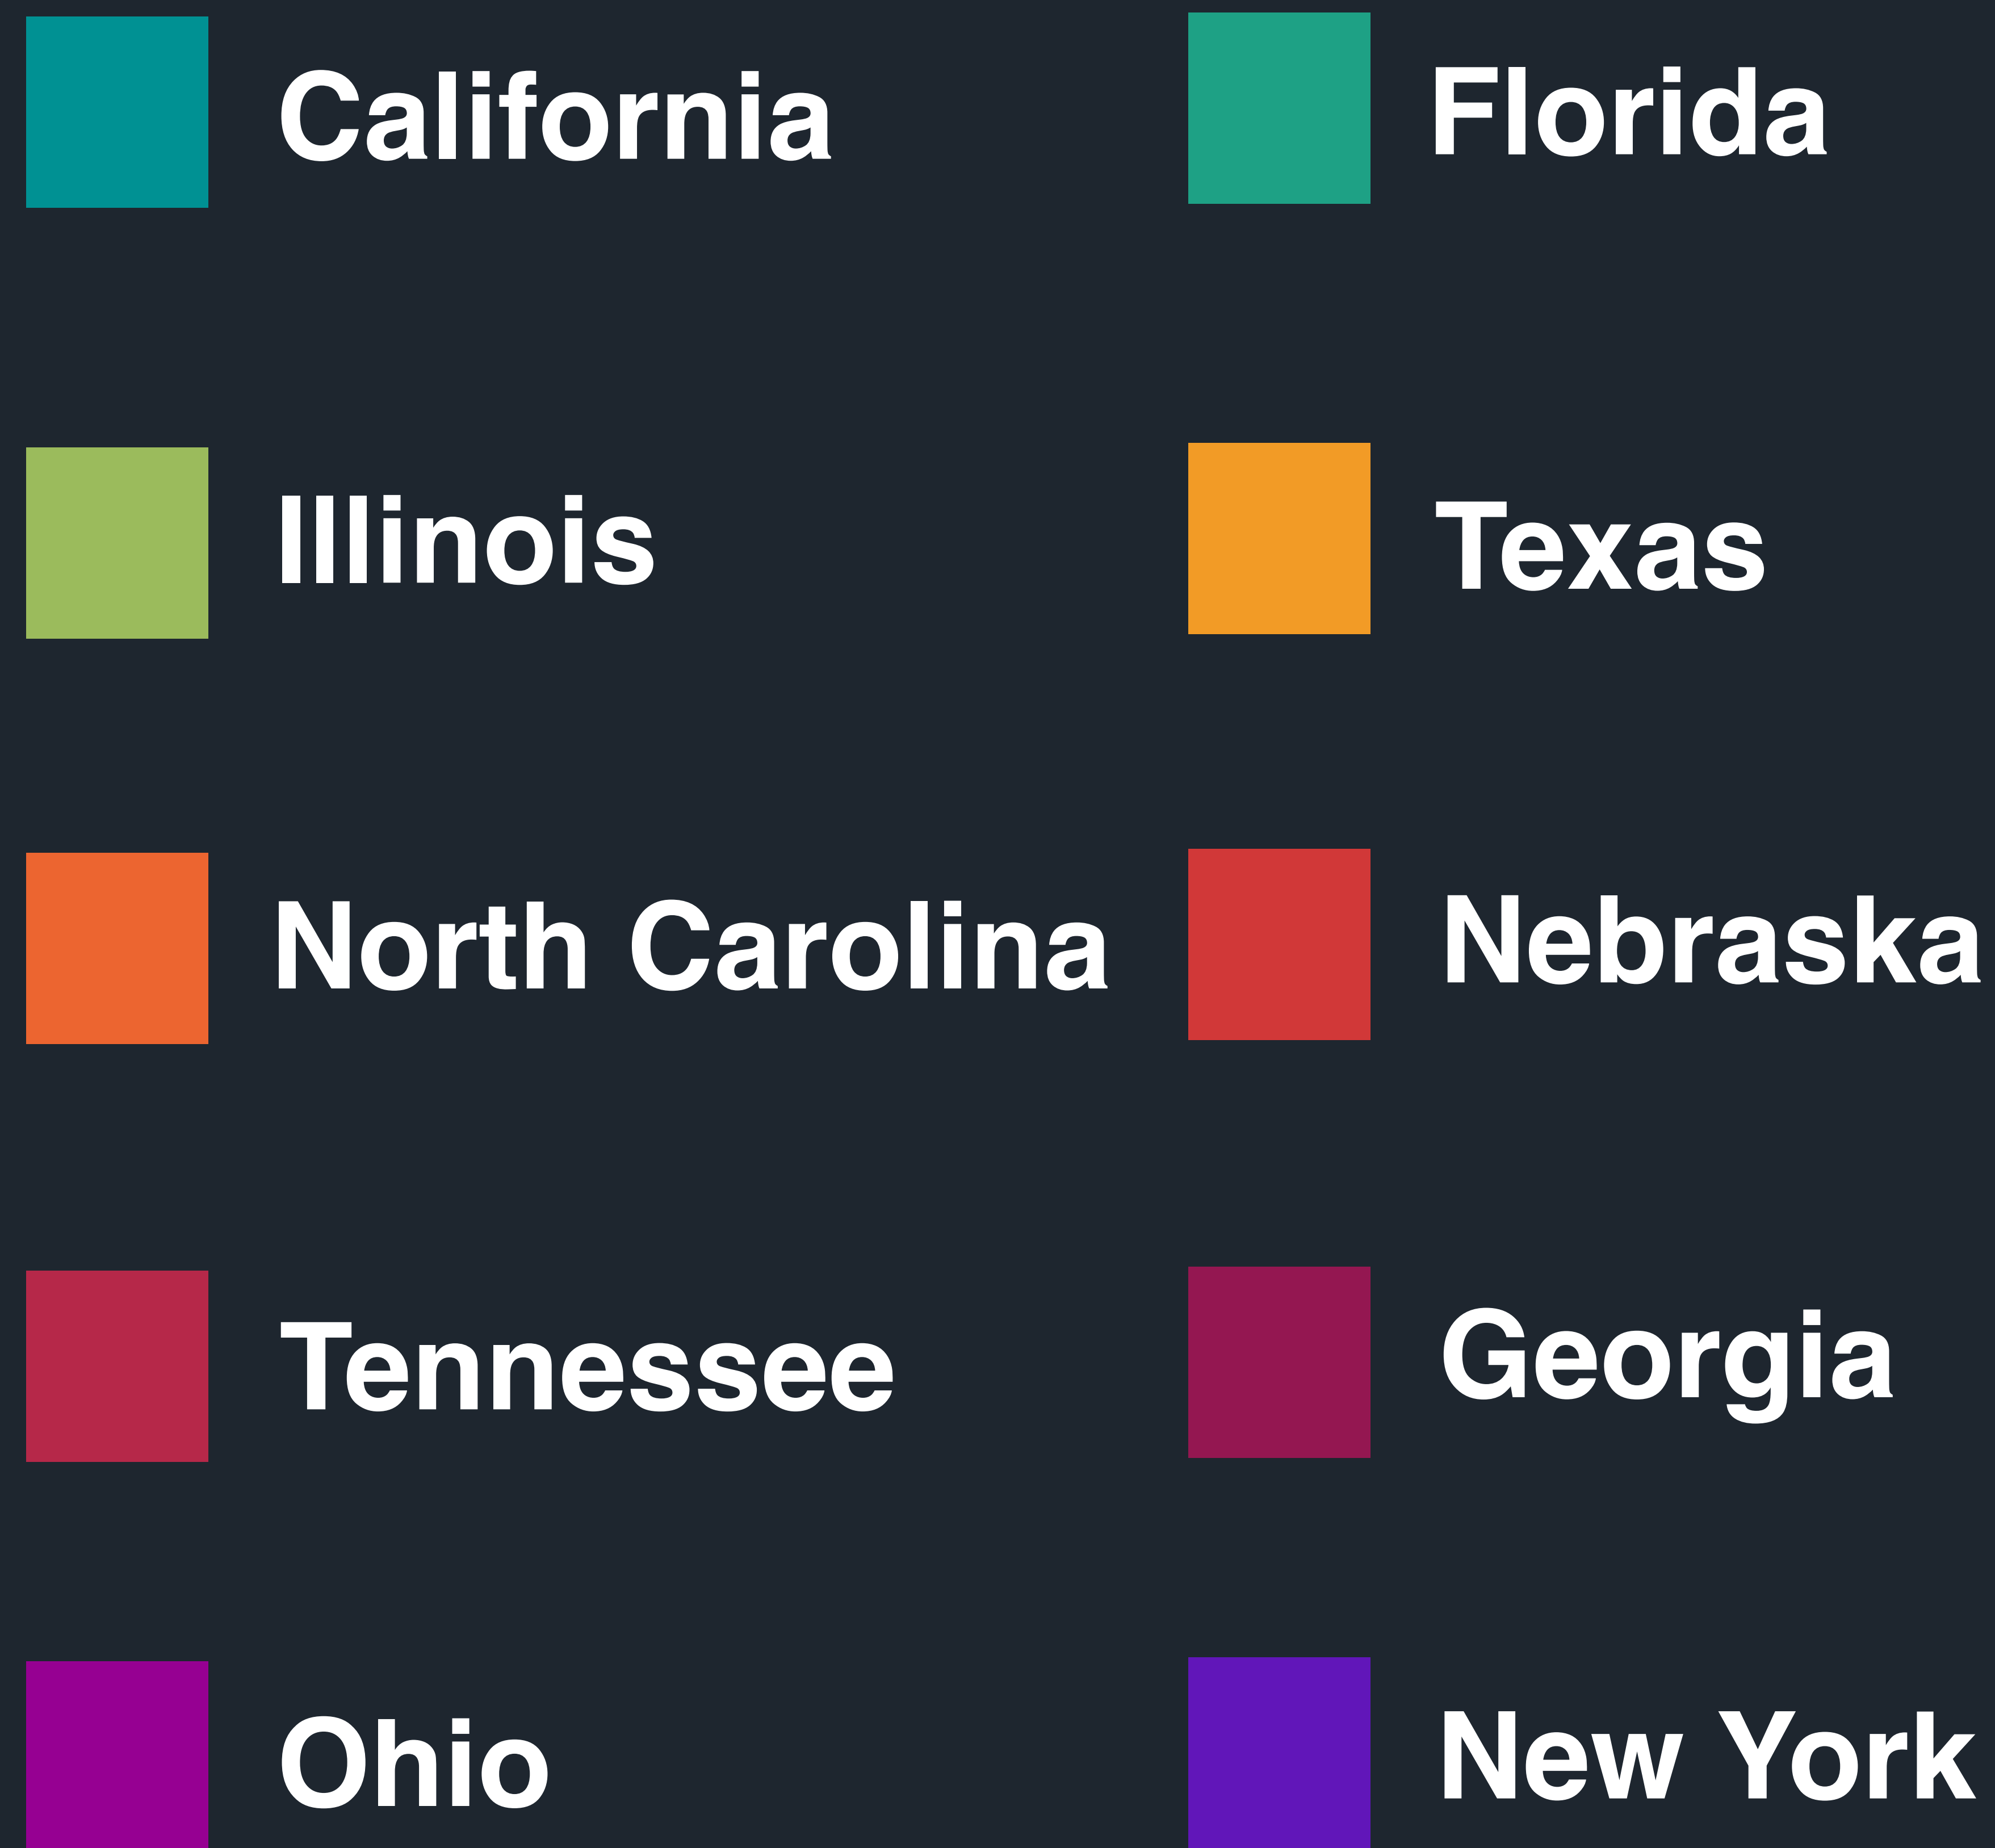 California
Florida
Illinois
Texas
North Carolina
Nebraska
Tennessee
Georgia
Ohio
New York